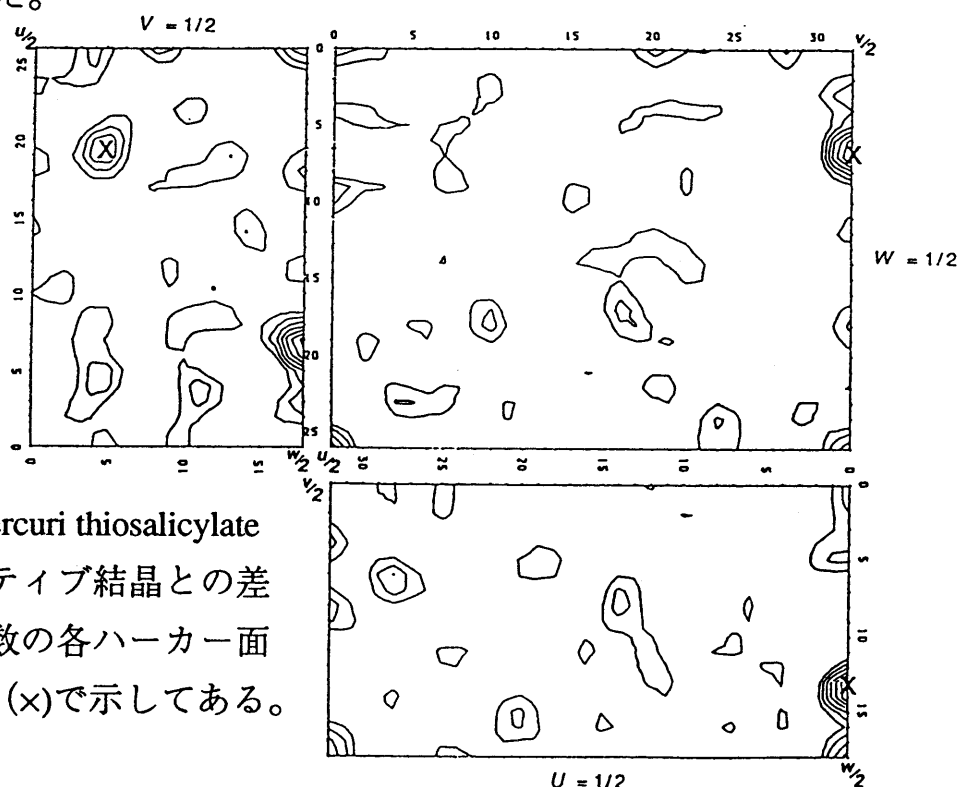 V = 1/2
u/2
0 5 10 15 20 25
0 5 10 15 w/2
0 5 10 15 20 25 30 v/2
5 10 15 20 25 u/2
W = 1/2
v/2 30 25 20 15 10 5 0
0 5 10 15 w/2
U = 1/2
rcuri thiosalicylate
ティブ結晶との差
数の各ハーカー面
(×)で示してある。